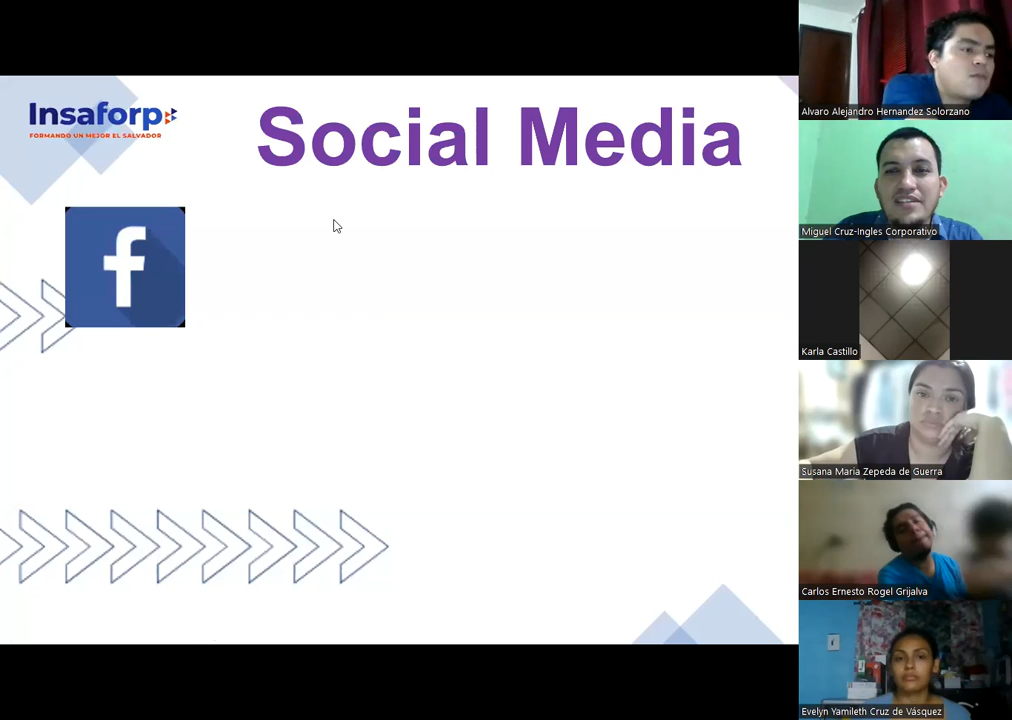 Insaforp
FORMANDO UN MEJOR EL SALVADOR
Social Media
f
Alvaro Alejandro Hernandez Solorzano
Miguel Cruz-Ingles Corporativo
Karla Castillo
Susana Maria Zepeda de Guerra
Carlos Ernesto Rogel Grijalva
Evelyn Yamileth Cruz de Vásquez